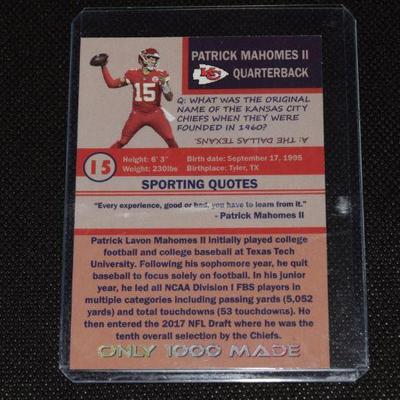 PATRICK MAHOMES II
QUARTERBACK
KC
15
Q: WHAT WAS THE ORIGINAL
NAME OF THE KANSAS CITY
CHIEFS WHEN THEY WERE
FOUNDED IN 1960?
A: THE DALLAS TEXANS.
15
Height: 6' 3" Birth date: September 17, 1995
Weight: 230lbs Birthplace: Tyler, TX
SPORTING QUOTES
"Every experience, good or bad, you have to learn from it."
- Patrick Mahomes II
Patrick Lavon Mahomes II initially played college
football and college baseball at Texas Tech
University. Following his sophomore year, he quit
baseball to focus solely on football. In his junior
year, he led all NCAA Division I FBS players in
multiple categories including passing yards (5,052
yards) and total touchdowns (53 touchdowns). He
then entered the 2017 NFL Draft where he was the
tenth overall selection by the Chiefs.
ONLY 1000 MADE